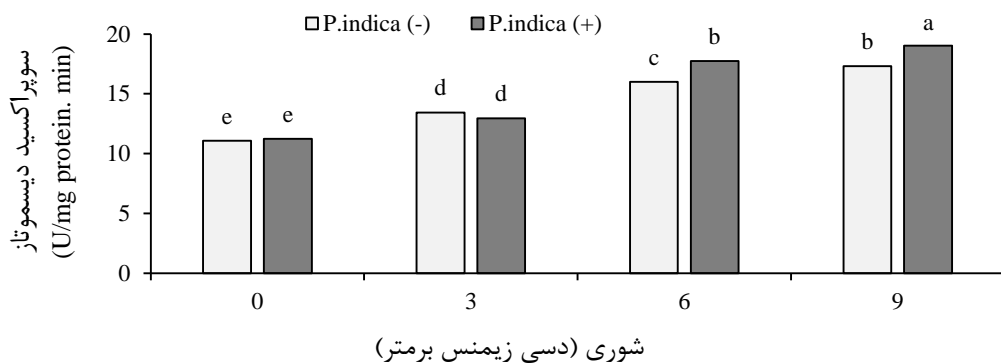 P.indica (-) P.indica (+)
سوپراکسید دیسموتاز
(U/mg protein. min)
20
15
10
5
0
e e d d c b b a
0 3 6 9
شوری (دسی زیمنس برمتر)